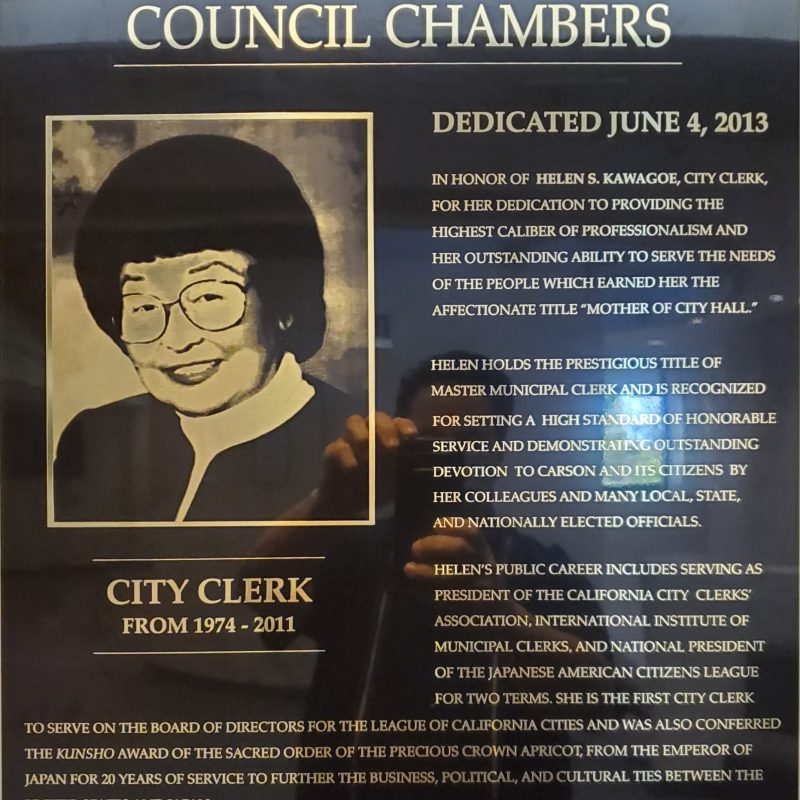 COUNCIL CHAMBERS
DEDICATED JUNE 4, 2013
IN HONOR OF HELEN S. KAWAGOE, CITY CLERK,
FOR HER DEDICATION TO PROVIDING THE
HIGHEST CALIBER OF PROFESSIONALISM AND
HER OUTSTANDING ABILITY TO SERVE THE NEEDS
OF THE PEOPLE WHICH EARNED HER THE
AFFECTIONATE TITLE “MOTHER OF CITY HALL.”
HELEN HOLDS THE PRESTIGIOUS TITLE OF
MASTER MUNICIPAL CLERK AND IS RECOGNIZED
FOR SETTING A HIGH STANDARD OF HONORABLE
SERVICE AND DEMONSTRATING OUTSTANDING
DEVOTION TO CARSON AND ITS CITIZENS BY
HER COLLEAGUES AND MANY LOCAL, STATE,
AND NATIONALLY ELECTED OFFICIALS.
CITY CLERK
FROM 1974 - 2011
HELEN'S PUBLIC CAREER INCLUDES SERVING AS
PRESIDENT OF THE CALIFORNIA CITY CLERKS'
ASSOCIATION, INTERNATIONAL INSTITUTE OF
MUNICIPAL CLERKS, AND NATIONAL PRESIDENT
OF THE JAPANESE AMERICAN CITIZENS LEAGUE
FOR TWO TERMS. SHE IS THE FIRST CITY CLERK
TO SERVE ON THE BOARD OF DIRECTORS FOR THE LEAGUE OF CALIFORNIA CITIES AND WAS ALSO CONFERRED
THE KUNSHO AWARD OF THE SACRED ORDER OF THE PRECIOUS CROWN APRICOT, FROM THE EMPEROR OF
JAPAN FOR 20 YEARS OF SERVICE TO FURTHER THE BUSINESS, POLITICAL, AND CULTURAL TIES BETWEEN THE